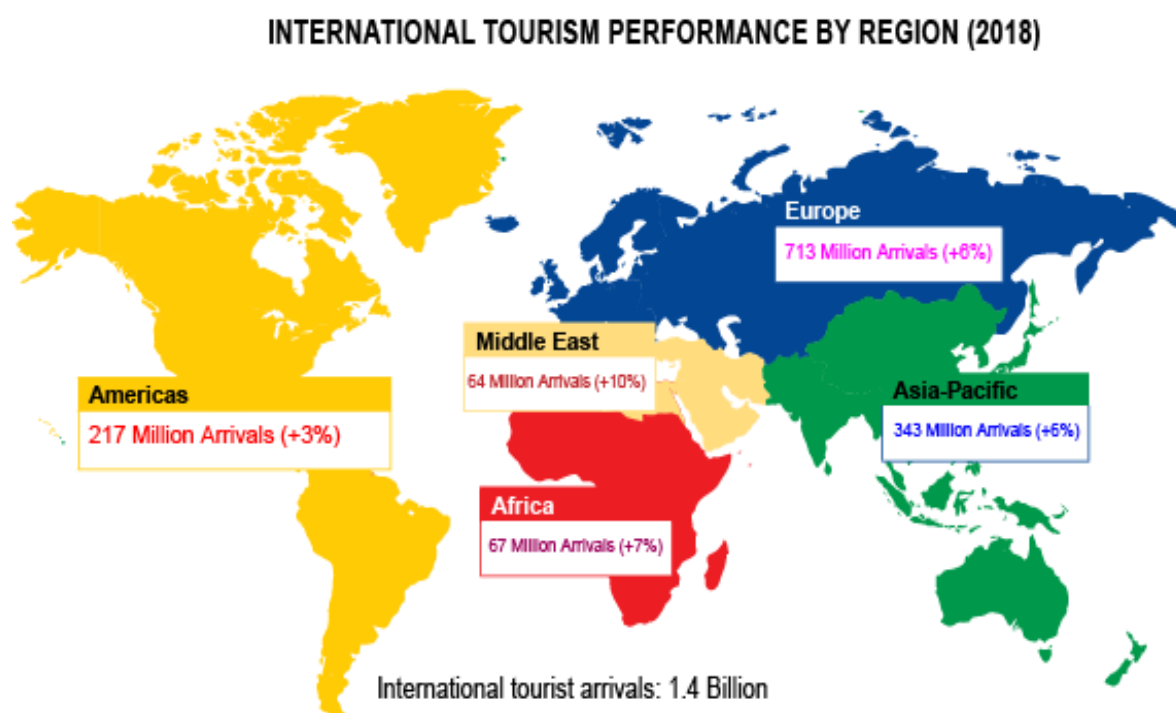 INTERNATIONAL TOURISM PERFORMANCE BY REGION (2018)
Europe
713 Million Arrivals (+6%)
Middle East
64 Million Arrivals (+10%)
Americas
217 Million Arrivals (+3%)
Asia-Pacific
343 Million Arrivals (+6%)
Africa
67 Million Arrivals (+7%)
International tourist arrivals: 1.4 Billion